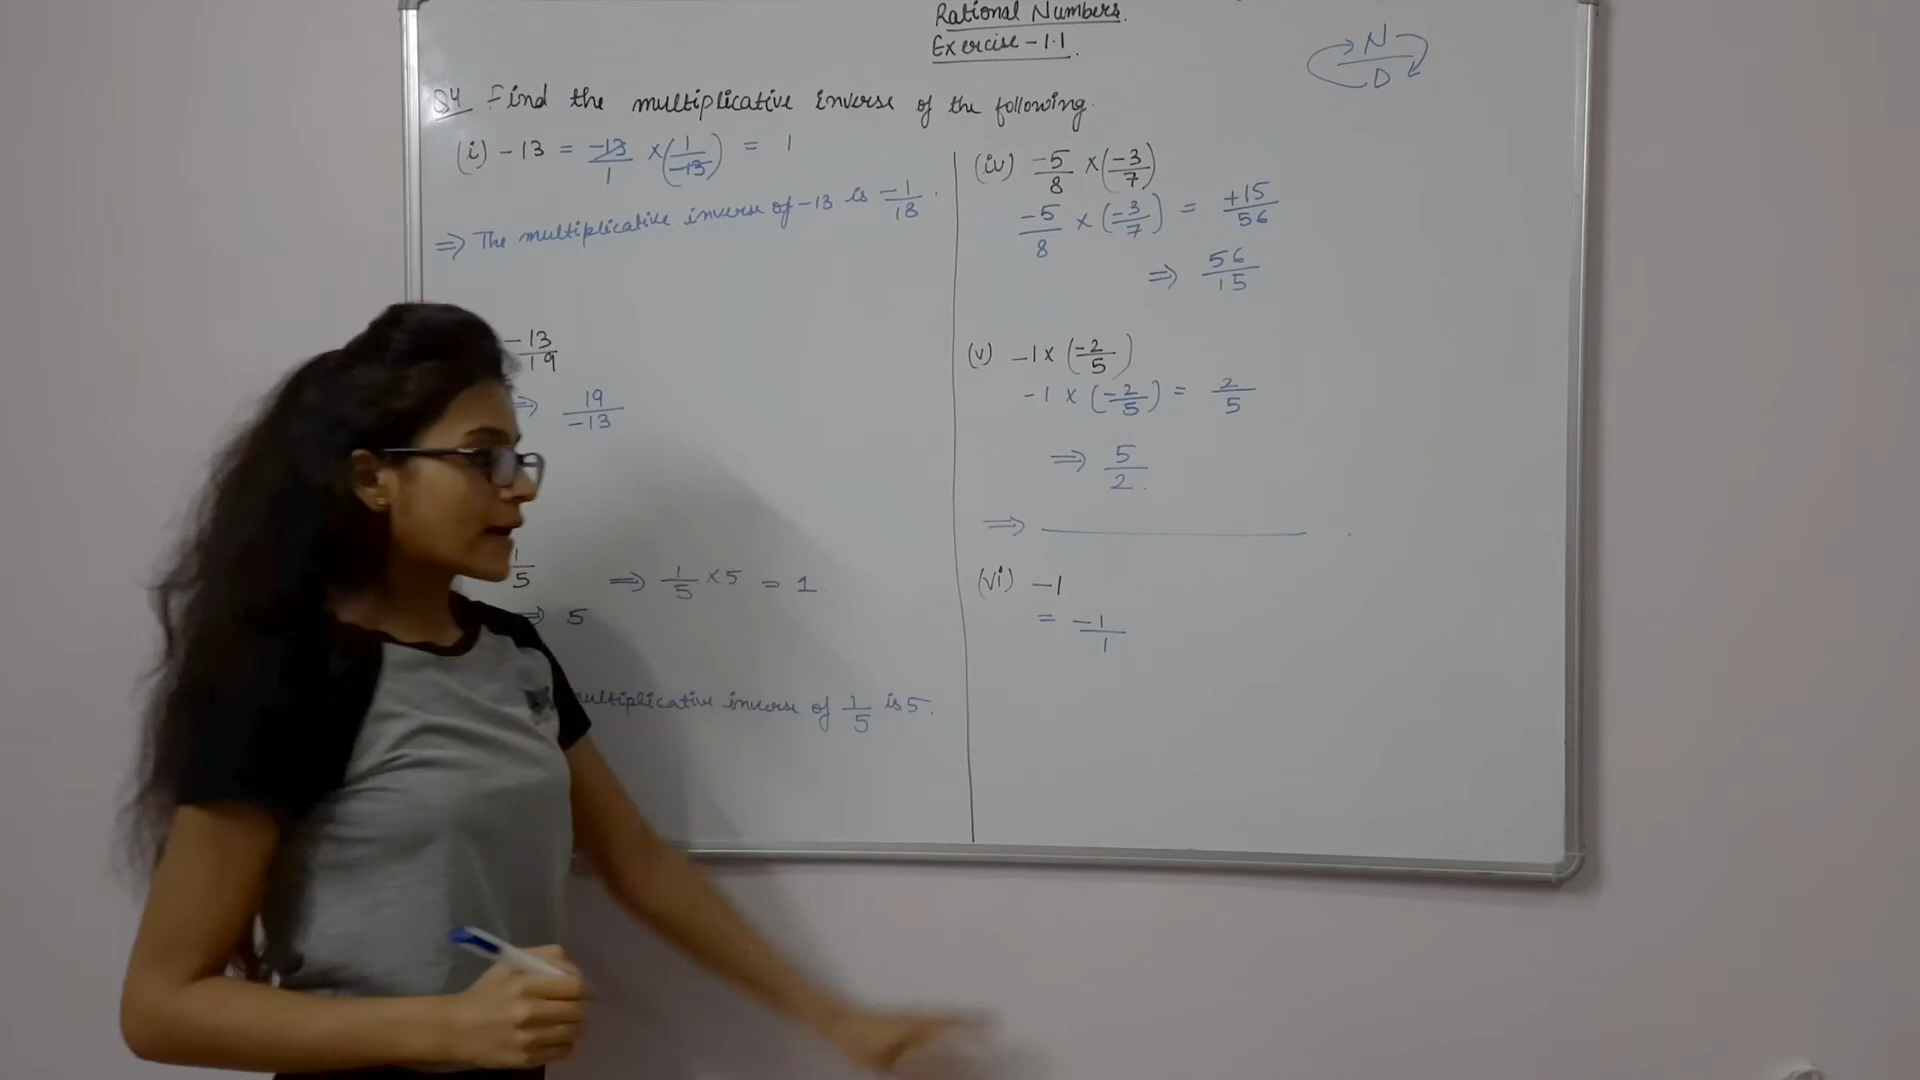 Rational Numbers.
Exercise - 1.1.
N
D
Q4 Find the multiplicative inverse of the following.
(i) -13 = -13/1 × (1/-13) = 1
⇒ The multiplicative inverse of -13 is -1/13.
-13/19
⇒ 19/-13
1/5 ⇒ 1/5 × 5 = 1.
⇒ 5
multiplicative inverse of 1/5 is 5.
(iv) -5/8 × (-3/7)
-5/8 × (-3/7) = +15/56
⇒ 56/15
(v) -1 × (-2/5)
-1 × (-2/5) = 2/5
⇒ 5/2.
⇒
(vi) -1
= -1/1